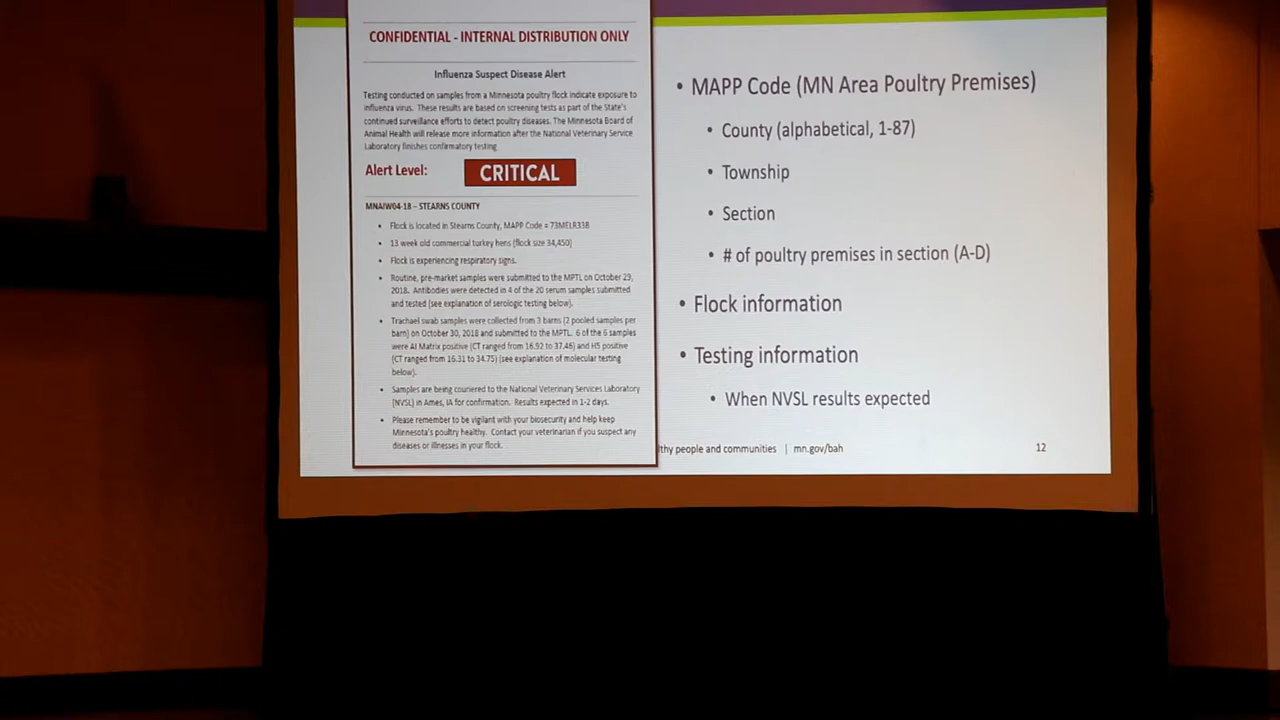 CONFIDENTIAL - INTERNAL DISTRIBUTION ONLY
Influenza Suspect Disease Alert
Testing conducted on samples from a Minnesota poultry flock indicate exposure to
influenza virus. These results are based on screening tests as part of the State's
continued surveillance efforts to detect poultry diseases. The Minnesota Board of
Animal Health will release more information after the National Veterinary Service
Laboratory finishes confirmatory testing
Alert Level: CRITICAL
MNAIW04-18 – STEARNS COUNTY
• Flock is located in Stearns County, MAPP Code = 73MELR33B
• 13 week old commercial turkey hens (flock size 34,450)
• Flock is experiencing respiratory signs.
• Routine, pre-market samples were submitted to the MPTL on October 29,
2018. Antibodies were detected in 4 of the 20 serum samples submitted
and tested (see explanation of serologic testing below).
• Trachael swab samples were collected from 3 barns (2 pooled samples per
barn) on October 30, 2018 and submitted to the MPTL. 6 of the 6 samples
were AI Matrix positive (CT ranged from 16.92 to 37.46) and H5 positive
(CT ranged from 16.31 to 34.75) (see explanation of molecular testing
below).
• Samples are being couriered to the National Veterinary Services Laboratory
(NVSL) in Ames, IA for confirmation. Results expected in 1-2 days.
• Please remember to be vigilant with your biosecurity and help keep
Minnesota's poultry healthy. Contact your veterinarian if you suspect any
diseases or illnesses in your flock.
• MAPP Code (MN Area Poultry Premises)
• County (alphabetical, 1-87)
• Township
• Section
• # of poultry premises in section (A-D)
• Flock information
• Testing information
• When NVSL results expected
lthy people and communities | mn.gov/bah
12